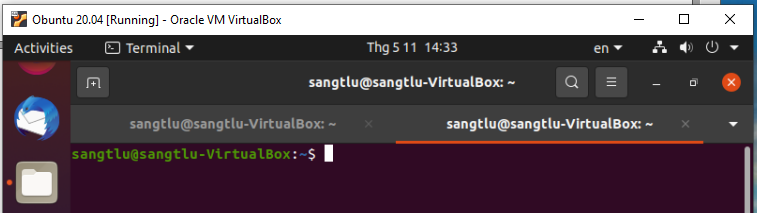 Obuntu 20.04 [Running] - Oracle VM VirtualBox
Activities Terminal Thg 5 11 14:33 en
sangtlu@sangtlu-VirtualBox: ~
sangtlu@sangtlu-VirtualBox: ~ sangtlu@sangtlu-VirtualBox: ~
sangtlu@sangtlu-VirtualBox:~$